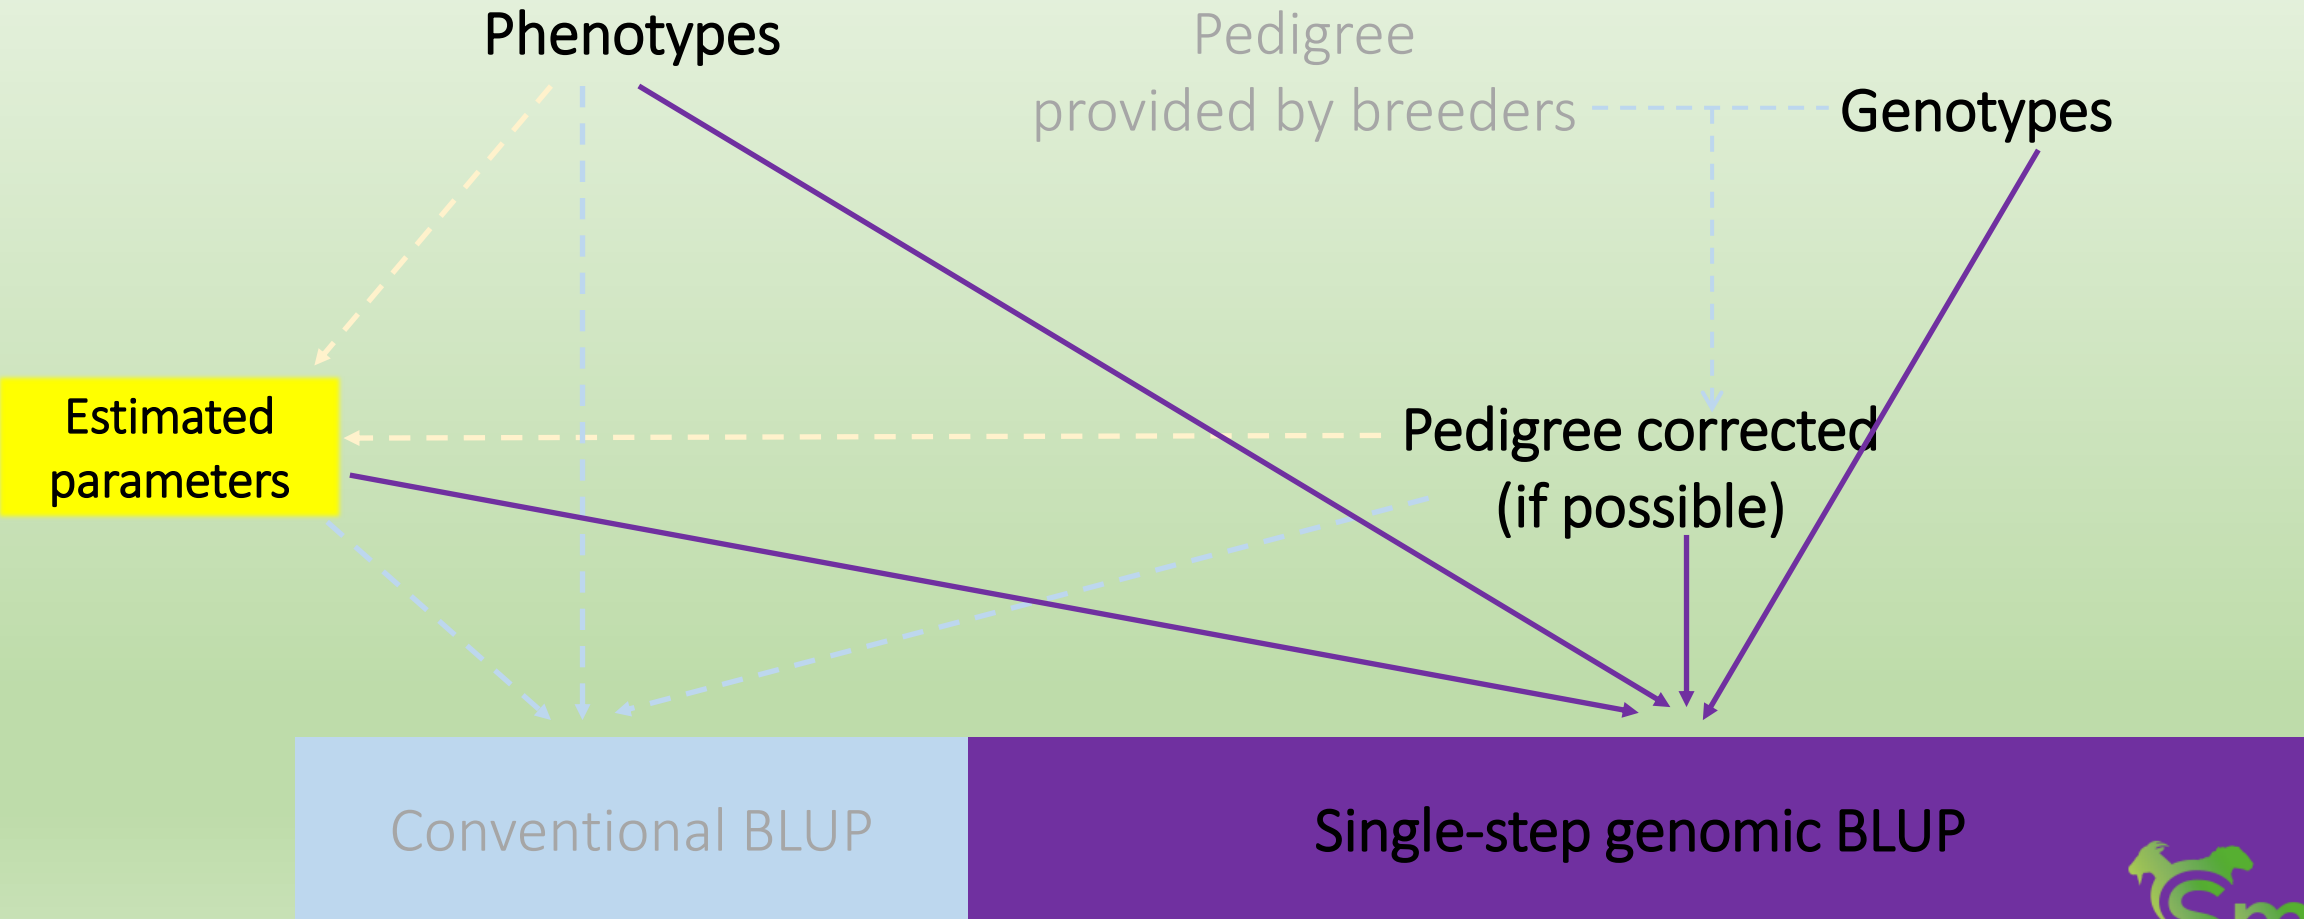 Phenotypes
Pedigree
provided by breeders
Genotypes
Estimated
parameters
Pedigree corrected
(if possible)
Conventional BLUP
Single-step genomic BLUP